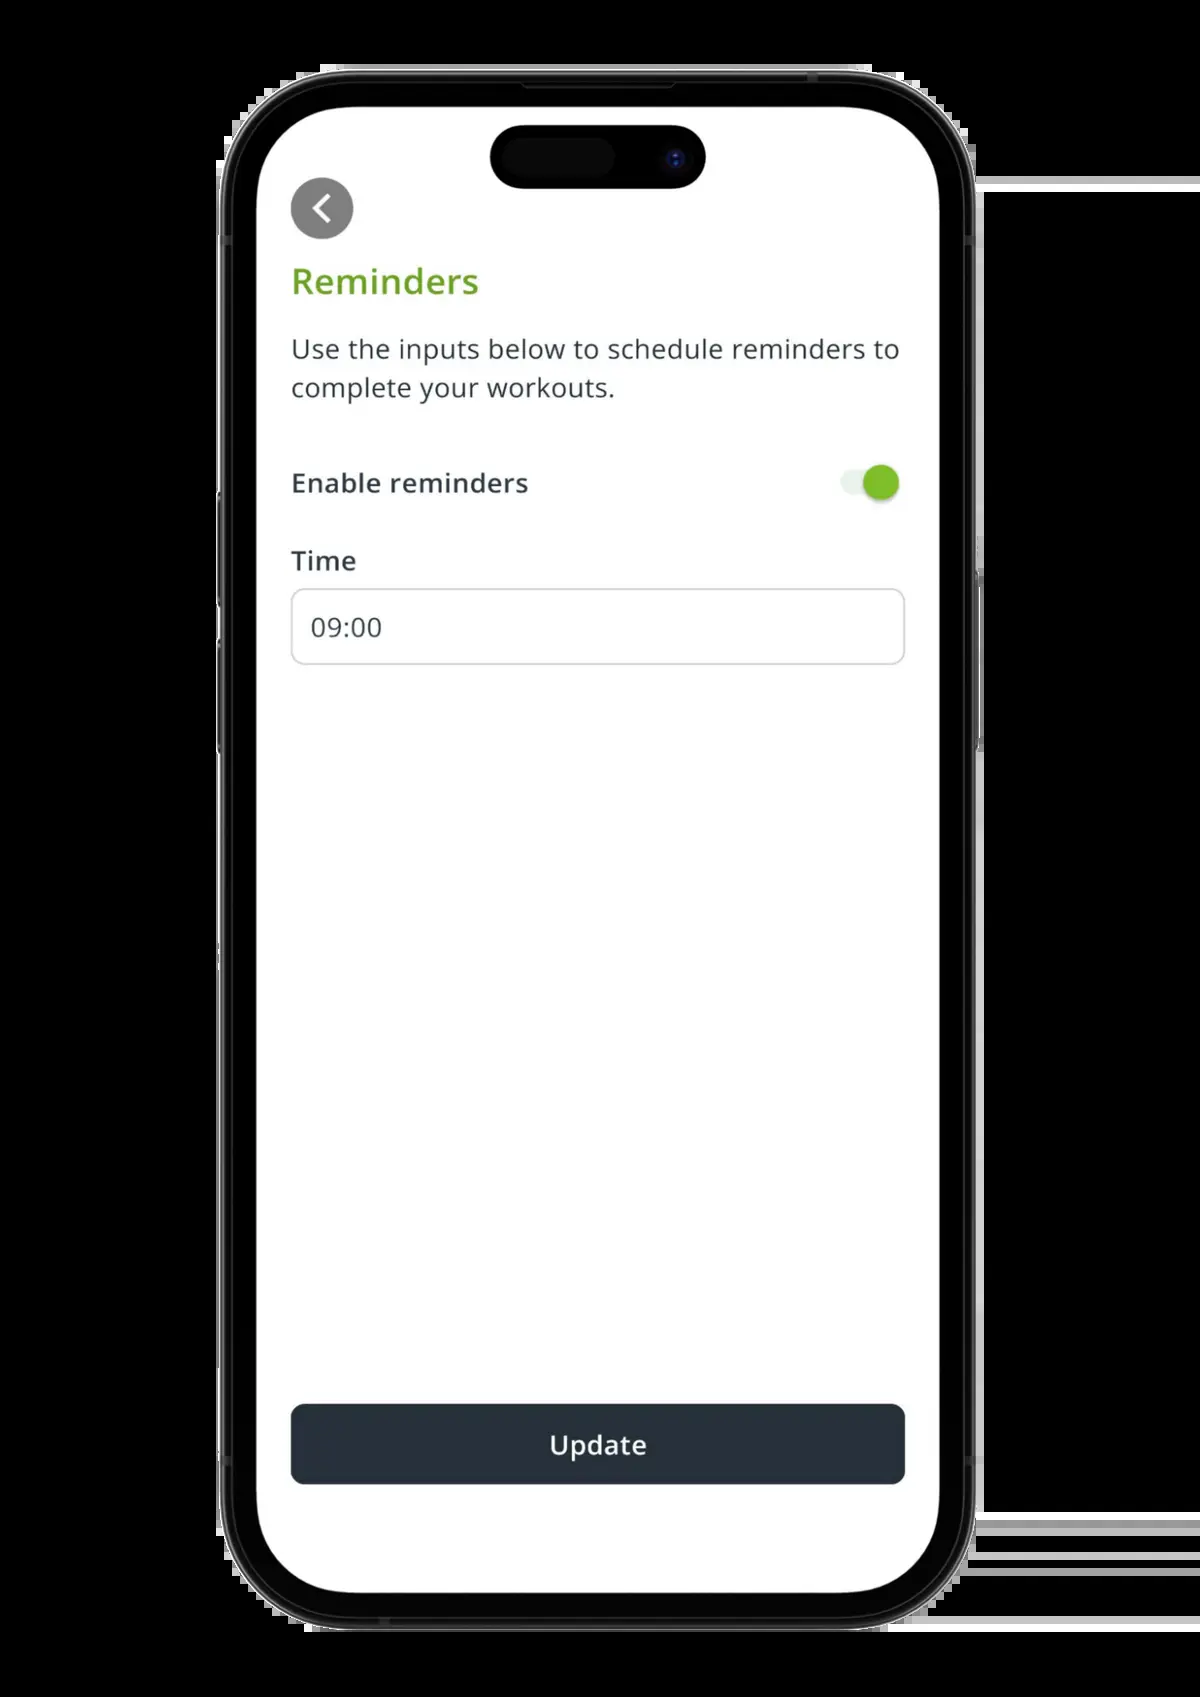 Reminders
Use the inputs below to schedule reminders to
complete your workouts.
Enable reminders
Time
09:00
Update